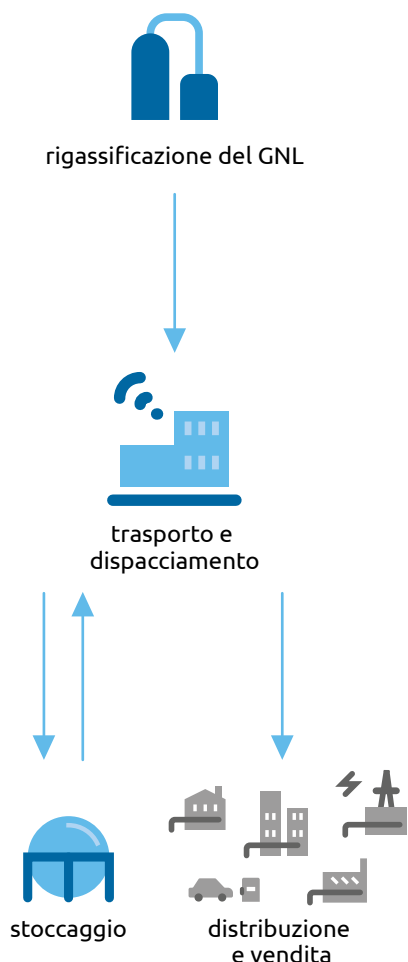 rigassificazione del GNL
trasporto e
dispacciamento
stoccaggio
distribuzione
e vendita